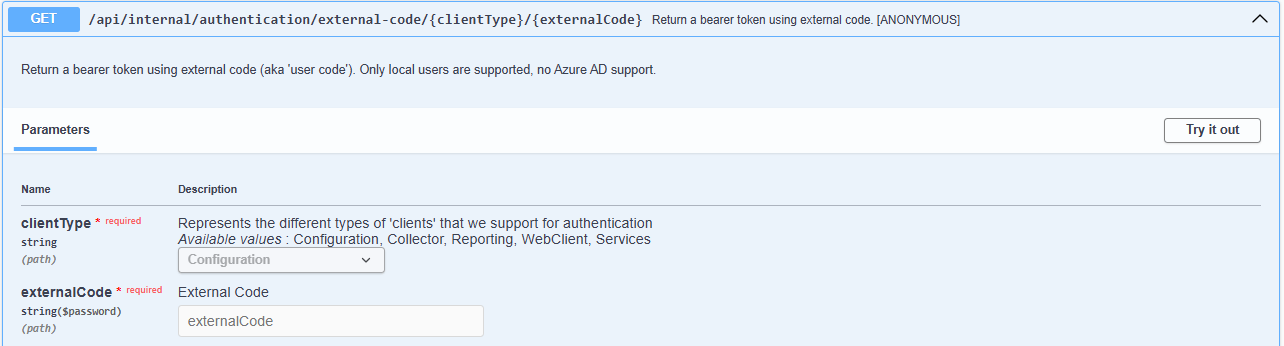 GET /api/internal/authentication/external-code/{clientType}/{externalCode} Return a bearer token using external code. [ANONYMOUS]
Return a bearer token using external code (aka 'user code'). Only local users are supported, no Azure AD support.
Parameters Try it out
Name Description
clientType * required Represents the different types of 'clients' that we support for authentication
string Available values : Configuration, Collector, Reporting, WebClient, Services
(path) Configuration
externalCode * required External Code
string($password)
(path) externalCode